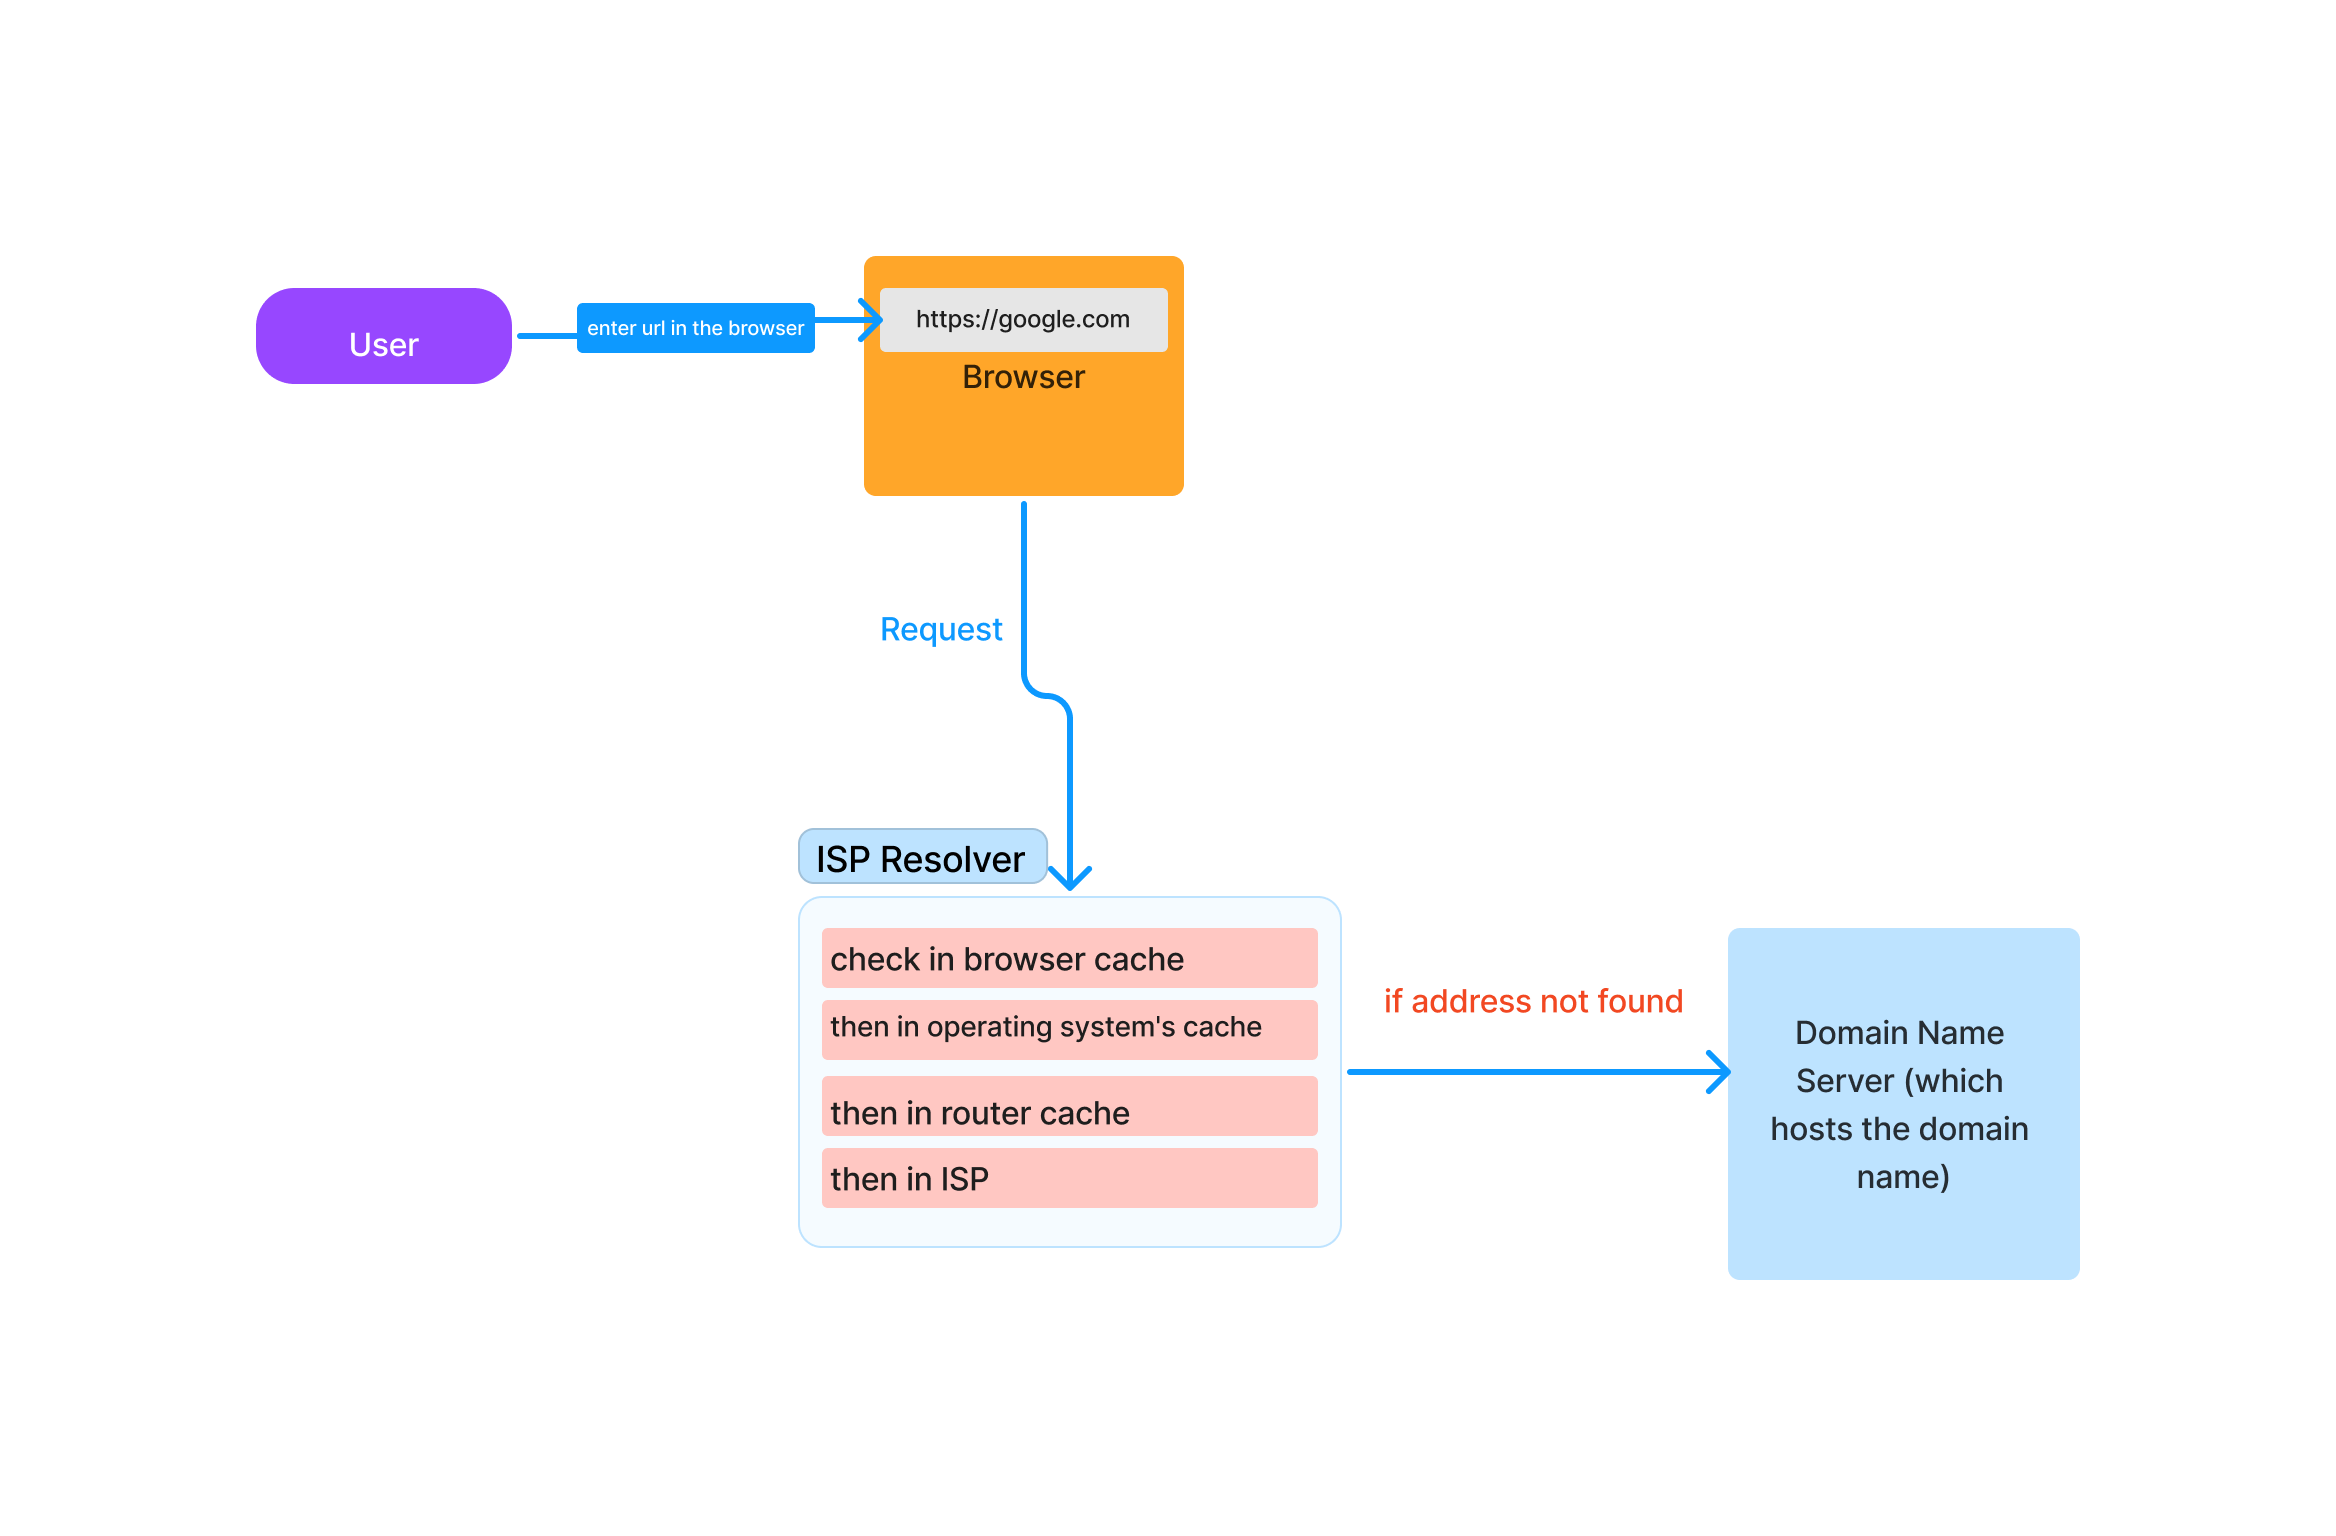 User
enter url in the browser
https://google.com
Browser
Request
ISP Resolver
check in browser cache
then in operating system's cache
then in router cache
then in ISP
if address not found
Domain Name
Server (which
hosts the domain
name)